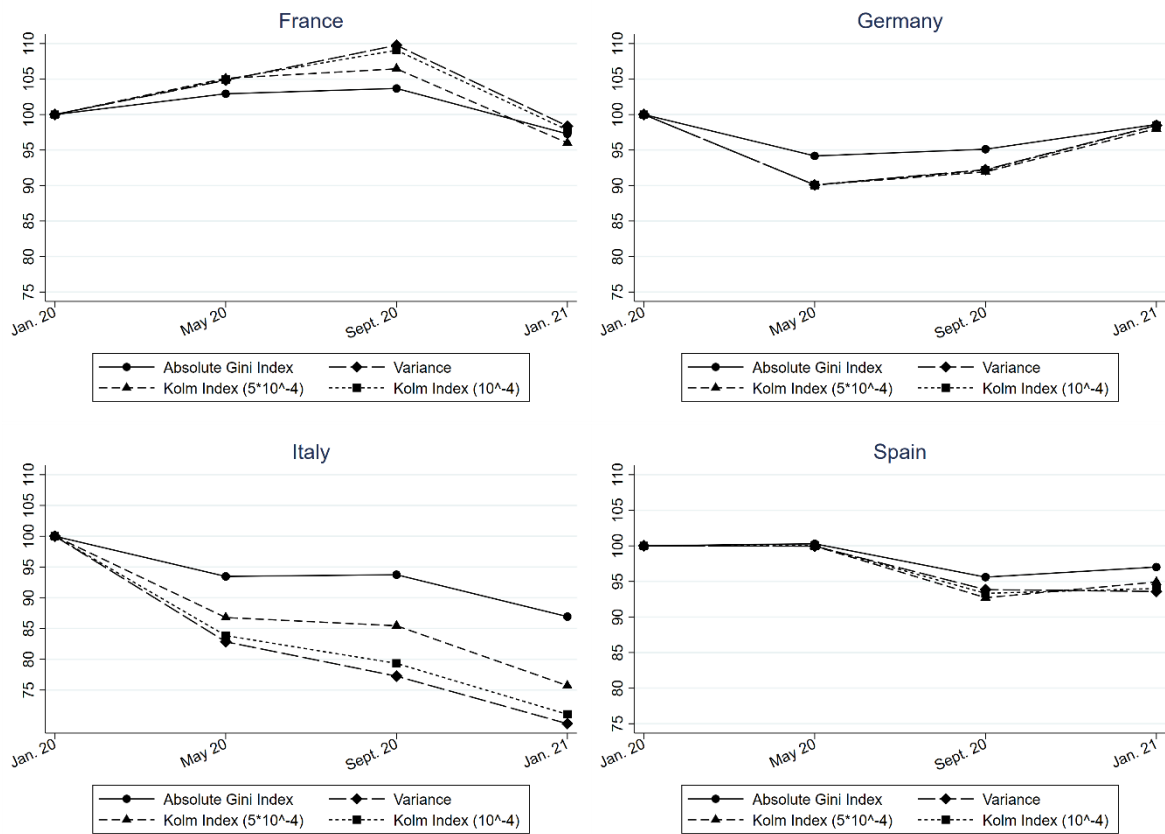 France
110
105
100
95
90
85
80
75
Jan. 20
May 20
Sept. 20
Jan. 21
Absolute Gini Index
Variance
Kolm Index (5*10^-4)
Kolm Index (10^-4)
Germany
110
105
100
95
90
85
80
75
Jan. 20
May 20
Sept. 20
Jan. 21
Absolute Gini Index
Variance
Kolm Index (5*10^-4)
Kolm Index (10^-4)
Italy
110
105
100
95
90
85
80
75
Jan. 20
May 20
Sept. 20
Jan. 21
Absolute Gini Index
Variance
Kolm Index (5*10^-4)
Kolm Index (10^-4)
Spain
110
105
100
95
90
85
80
75
Jan. 20
May 20
Sept. 20
Jan. 21
Absolute Gini Index
Variance
Kolm Index (5*10^-4)
Kolm Index (10^-4)